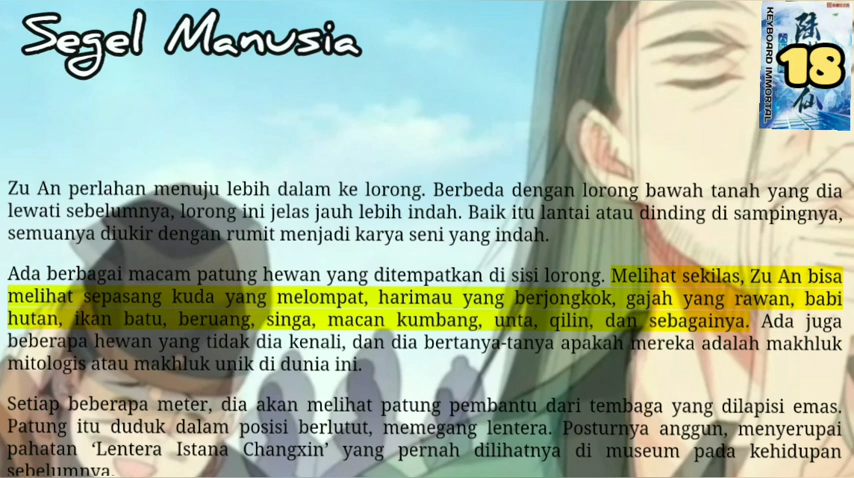 Segel Manusia
KEYBOARD IMMORTAL
18
Zu An perlahan menuju lebih dalam ke lorong. Berbeda dengan lorong bawah tanah yang dia
lewati sebelumnya, lorong ini jelas jauh lebih indah. Baik itu lantai atau dinding di sampingnya,
semuanya diukir dengan rumit menjadi karya seni yang indah.
Ada berbagai macam patung hewan yang ditempatkan di sisi lorong. Melihat sekilas, Zu An bisa
melihat sepasang kuda yang melompat, harimau yang berjongkok, gajah yang rawan, babi
hutan, ikan batu, beruang, singa, macan kumbang, unta, qilin, dan sebagainya. Ada juga
beberapa hewan yang tidak dia kenali, dan dia bertanya-tanya apakah mereka adalah makhluk
mitologis atau makhluk unik di dunia ini.
Setiap beberapa meter, dia akan melihat patung pembantu dari tembaga yang dilapisi emas.
Patung itu duduk dalam posisi berlutut, memegang lentera. Posturnya anggun, menyerupai
pahatan ‘Lentera Istana Changxin’ yang pernah dilihatnya di museum pada kehidupan
sebelumnya.